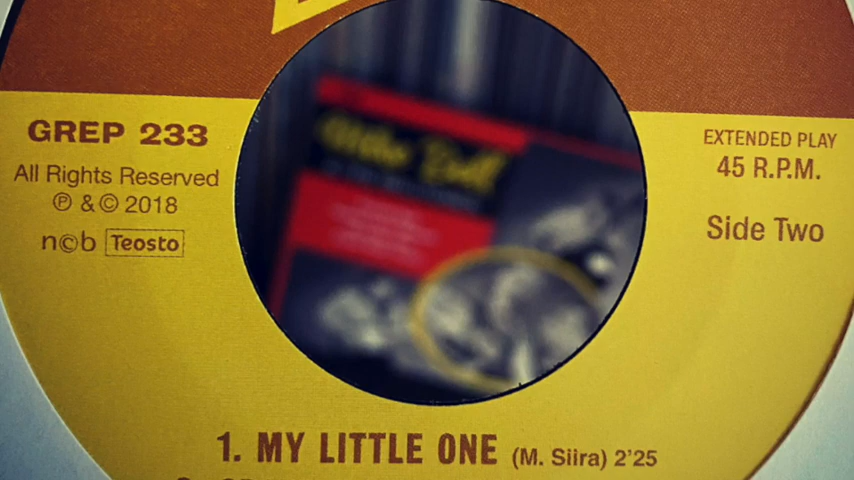 GREP 233
All Rights Reserved
℗ & © 2018
n©b Teosto
EXTENDED PLAY
45 R.P.M.
Side Two
1. MY LITTLE ONE (M. Siira) 2'25